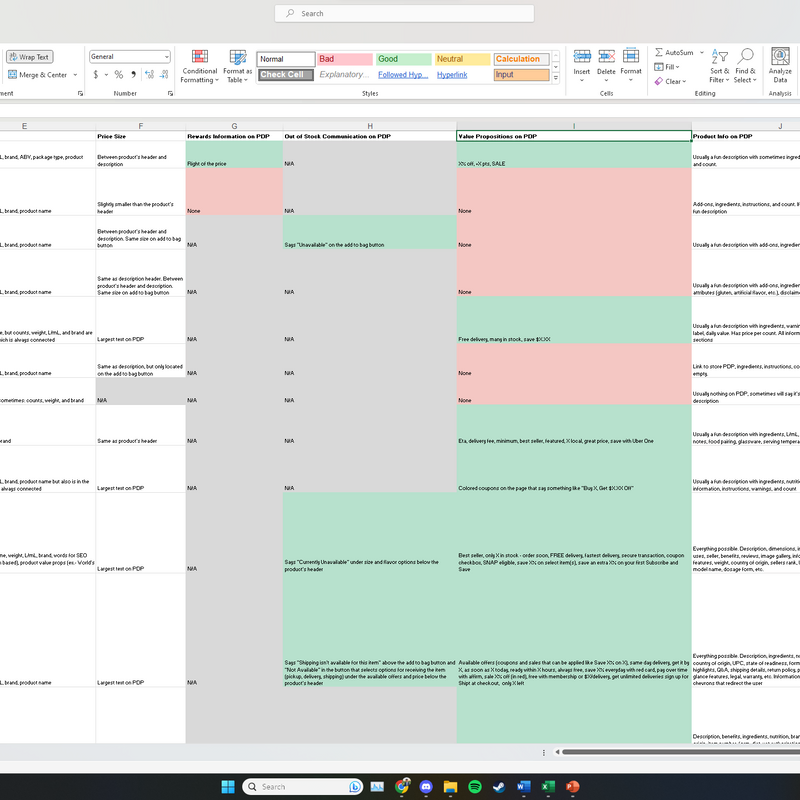 Search
Wrap Text
General
Normal
Bad
Good
Neutral
Calculation
AutoSum
Merge & Center
$
%
Conditional
Formatting
Format as
Table
Check Cell
Explanatory...
Followed Hyp...
Hyperlink
Input
Insert
Delete
Format
Fill
Clear
Sort &
Filter
Find &
Select
Analyze
Data
Number
Styles
Cells
Editing
Analysis
E
F
G
H
I
J
Price Size
Rewards Information on PDP
Out of Stock Communication on PDP
Value Propositions on PDP
Product Info on PDP
L, brand, ABV, package type, product
Between product's header and
description
Right of the price
N/A
X% off, +X pts, SALE
Usually a fun description with sometimes
and count.
L, brand, product name
Slightly smaller than the product's
header
None
N/A
None
Add-ons, ingredients, instructions, and count.
fun description
L, brand, product name
Between product's header and
description. Same size on add to bag
button
N/A
Says "Unavailable" on the add to bag button
None
Usually a fun description with add-ons,
L, brand, product name
Same as description header. Between
product's header and description.
Same size on add to bag button
N/A
N/A
None
Usually a fun description with add-ons,
attributes (gluten, artificial flavor, etc.),
but counts, weight, L/mL, and brand are
which is always connected
Largest text on PDP
N/A
N/A
Free delivery, many in stock, save $X.XX
Usually a fun description with ingredients,
label, daily value. Has price per count. All
sections
L, brand, product name
Same as description, but only located
on the add to bag button
N/A
N/A
None
Link to store PDP, ingredients, instructions,
empty.
sometimes: counts, weight, and brand
N/A
N/A
N/A
None
Usually nothing on PDP, sometimes will say
description
brand
Same as product's header
N/A
N/A
Eta, delivery fee, minimum, best seller, featured, X local, great price, save with Uber One
Usually a fun description with ingredients, L/mL,
notes, food pairing, glassware, serving
L, brand, product name but also is in the
always connected
Largest text on PDP
N/A
N/A
Colored coupons on the page that say something like "Buy X, Get $X.XX Off"
Usually a fun description with ingredients,
information, instructions, warnings, and count
weight, L/mL, brand, words for SEO
based), product value props (ex.- World's
Largest text on PDP
N/A
Says "Currently Unavailable" under size and flavor options below the
product's header
Best seller, only X in stock - order soon, FREE delivery, fastest delivery, secure transaction, coupon
checkbox, SNAP eligible, save X% on select item(s), save an extra X% on your first Subscribe and
Save
Everything possible. Description, dimensions,
uses, seller, benefits, reviews, image gallery,
features, weight, country of origin, sellers rank,
model name, dosage form, etc.
L, brand, product name
Largest text on PDP
N/A
Says "Shipping isn't available for this item" above the add to bag button and
"Not Available" in the button that selects options for receiving the item
(pickup, delivery, shipping) under the available offers and price below the
product's header
Available offers (coupons and sales that can be applied like Save X% on X), same day delivery, get it by
X, as soon as X today, ready within X hours, always free, save X% everyday with red card, pay over time
with affirm, sale X% off (in red), free with membership or $X/delivery, get unlimited deliveries sign up for
Shipt at checkout, only X left
Everything possible. Description, ingredients,
country of origin, UPC, state of readiness,
highlights, Q&A, shipping details, return policy,
glance features, legal, warranty, etc.
chevrons that redirect the user
Description, benefits, ingredients, nutrition,
Search